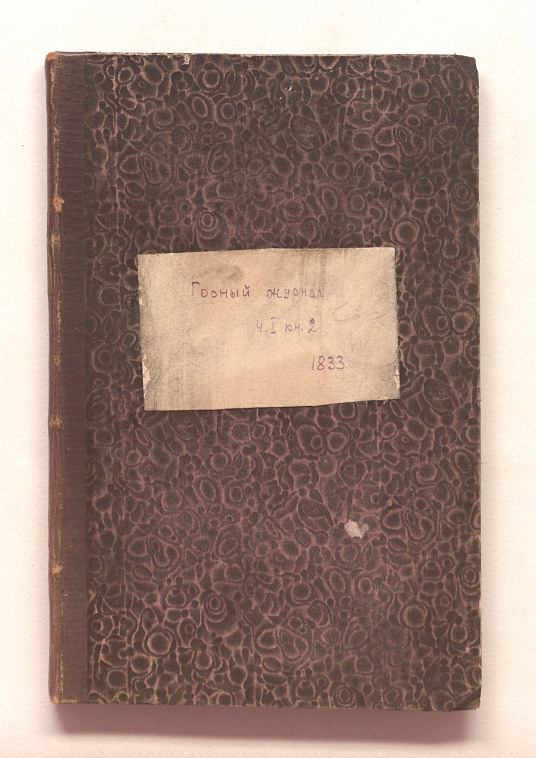 Горный журнал
ч. I кн. 2
1833